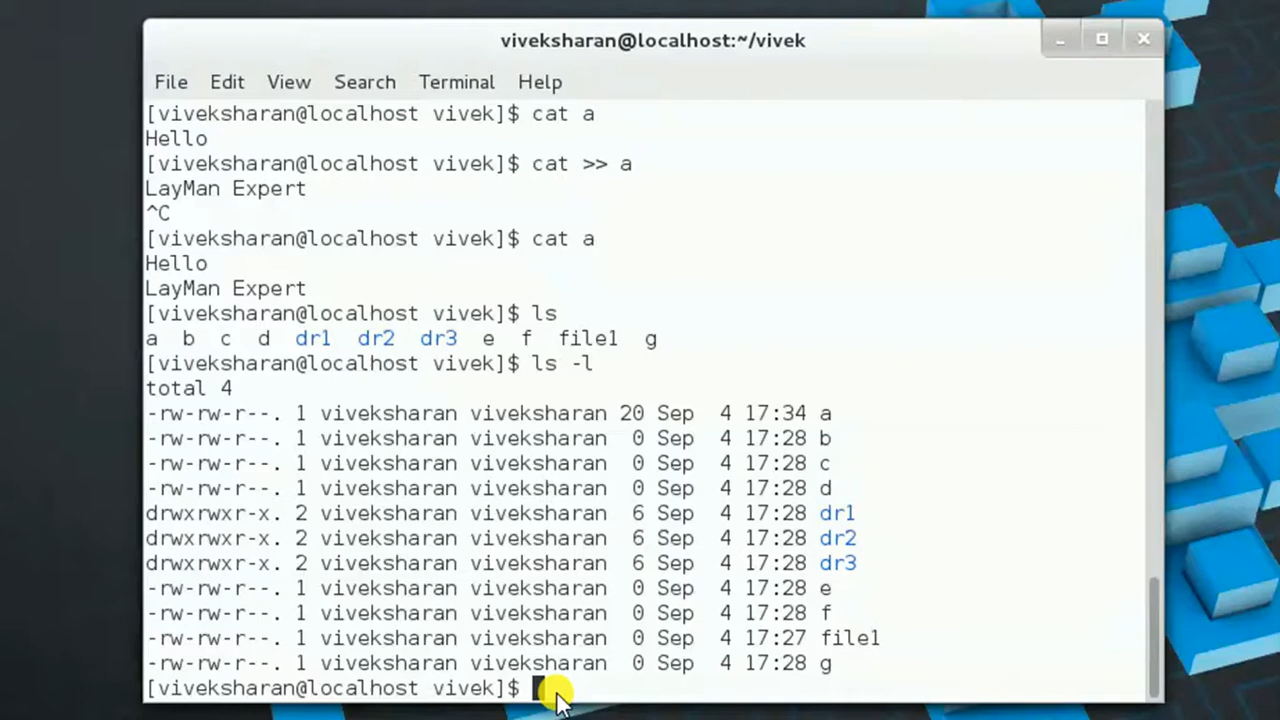 viveksharan@localhost:~/vivek
File Edit View Search Terminal Help
[viveksharan@localhost vivek]$ cat a
Hello
[viveksharan@localhost vivek]$ cat >> a
LayMan Expert
^C
[viveksharan@localhost vivek]$ cat a
Hello
LayMan Expert
[viveksharan@localhost vivek]$ ls
a  b  c  d  dr1  dr2  dr3  e  f  file1  g
[viveksharan@localhost vivek]$ ls -l
total 4
-rw-rw-r--. 1 viveksharan viveksharan 20 Sep  4 17:34 a
-rw-rw-r--. 1 viveksharan viveksharan  0 Sep  4 17:28 b
-rw-rw-r--. 1 viveksharan viveksharan  0 Sep  4 17:28 c
-rw-rw-r--. 1 viveksharan viveksharan  0 Sep  4 17:28 d
drwxrwxr-x. 2 viveksharan viveksharan  6 Sep  4 17:28 dr1
drwxrwxr-x. 2 viveksharan viveksharan  6 Sep  4 17:28 dr2
drwxrwxr-x. 2 viveksharan viveksharan  6 Sep  4 17:28 dr3
-rw-rw-r--. 1 viveksharan viveksharan  0 Sep  4 17:28 e
-rw-rw-r--. 1 viveksharan viveksharan  0 Sep  4 17:28 f
-rw-rw-r--. 1 viveksharan viveksharan  0 Sep  4 17:27 file1
-rw-rw-r--. 1 viveksharan viveksharan  0 Sep  4 17:28 g
[viveksharan@localhost vivek]$